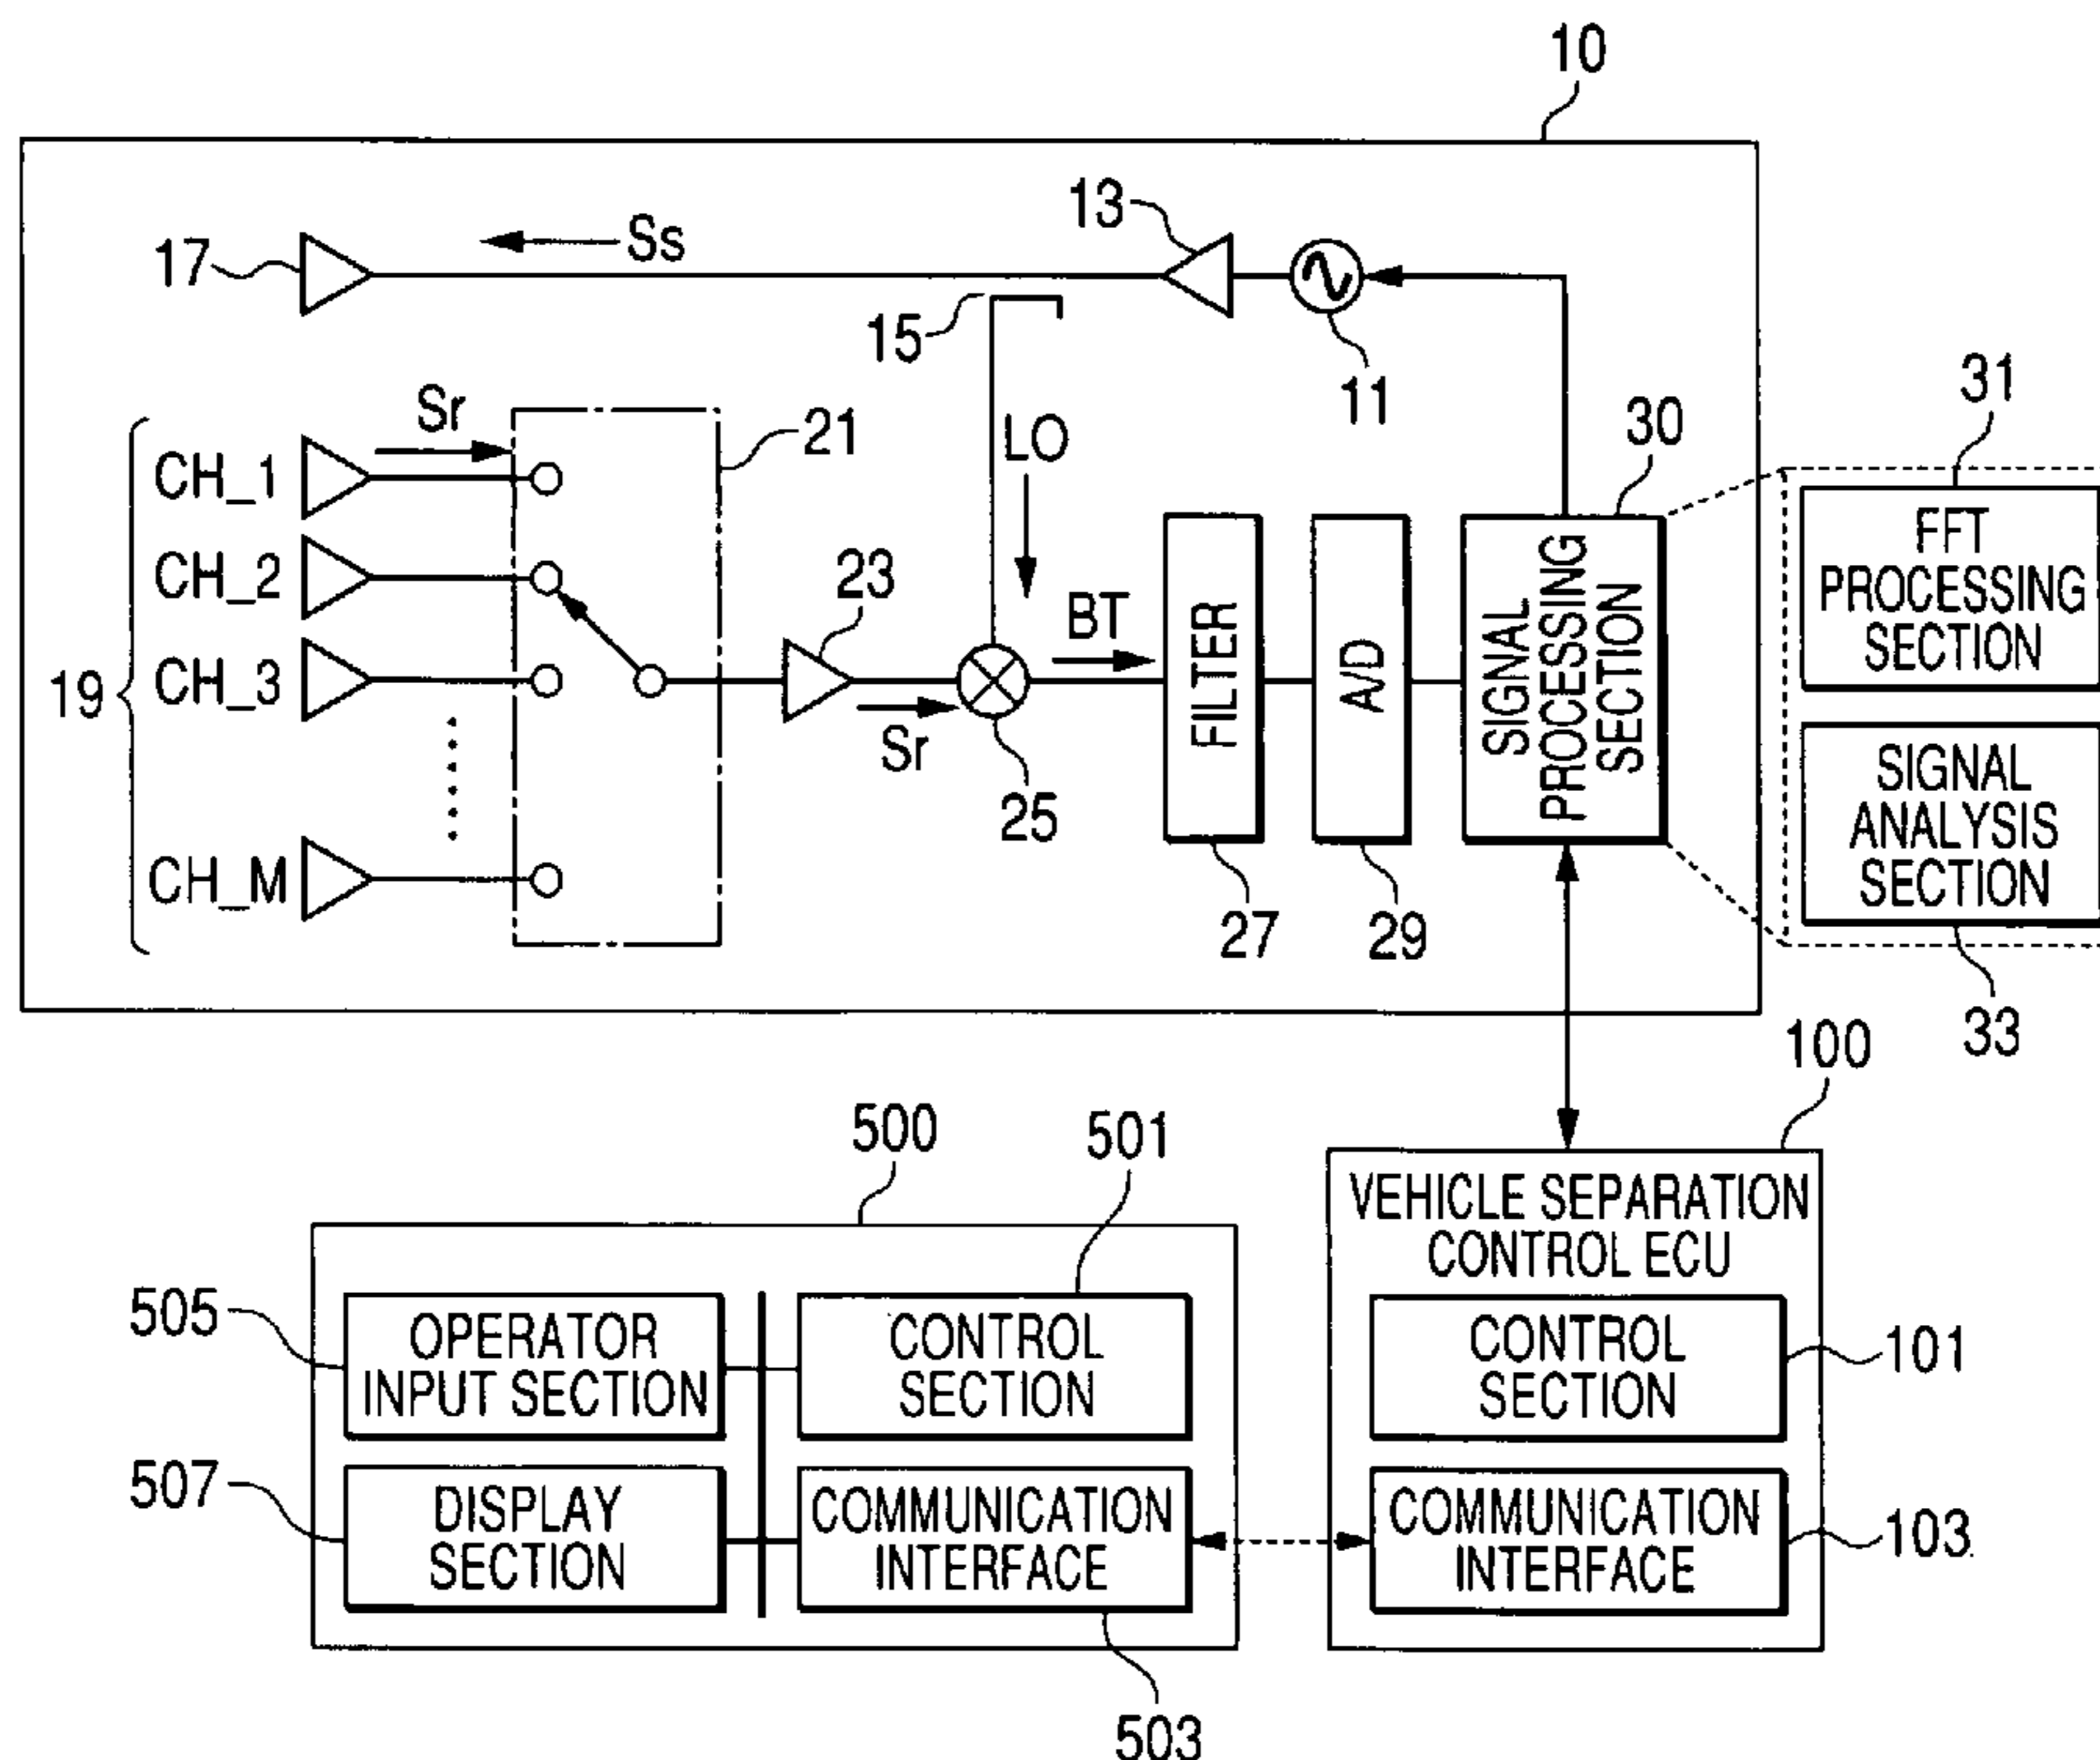 10
13
Ss
17
15
11
31
Sr
21
LO
30
CH_1
FFT
PROCESSING
SECTION
CH_2
23
BT
19
CH_3
FILTER
A/D
SIGNAL
PROCESSING
SECTION
Sr
25
SIGNAL
ANALYSIS
SECTION
CH_M
27
29
33
100
500
501
VEHICLE SEPARATION
CONTROL ECU
505
OPERATOR
INPUT SECTION
CONTROL
SECTION
CONTROL
SECTION
101
507
DISPLAY
SECTION
COMMUNICATION
INTERFACE
COMMUNICATION
INTERFACE
103
503